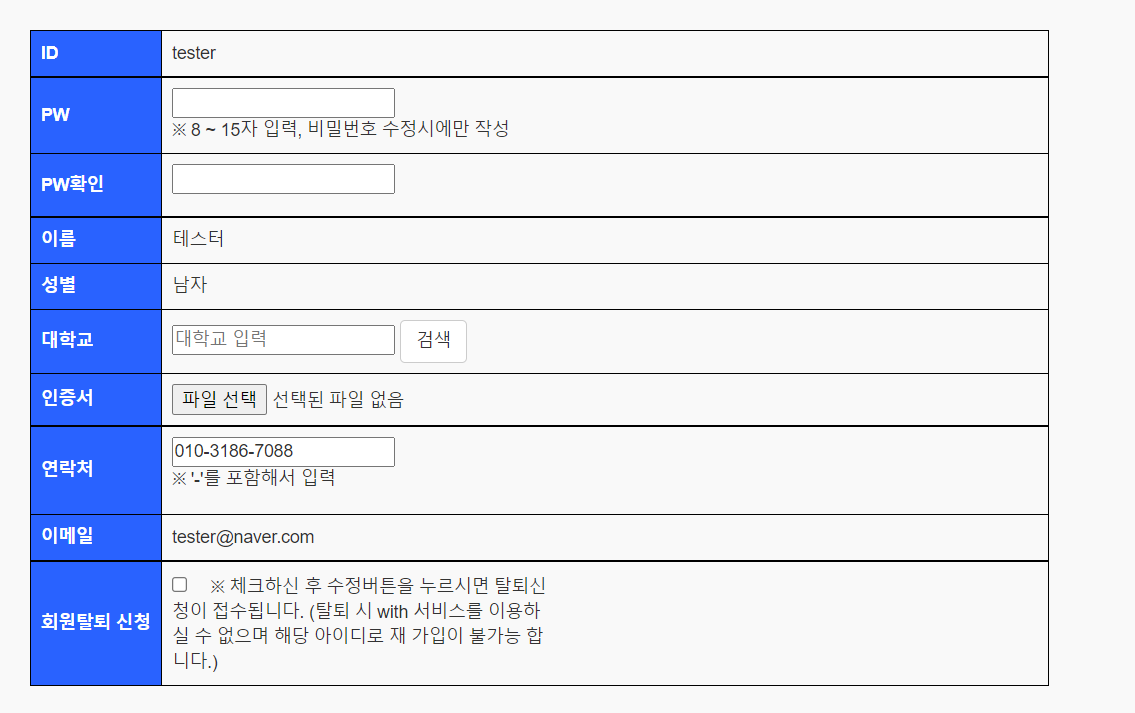 ID tester
PW
※ 8 ~ 15자 입력, 비밀번호 수정시에만 작성
PW확인
이름 테스터
성별 남자
대학교 대학교 입력 검색
인증서 파일 선택 선택된 파일 없음
연락처 010-3186-7088
※ '-'를 포함해서 입력
이메일 tester@naver.com
회원탈퇴 신청
※ 체크하신 후 수정버튼을 누르시면 탈퇴신
청이 접수됩니다. (탈퇴 시 with 서비스를 이용하
실 수 없으며 해당 아이디로 재 가입이 불가능 합
니다.)